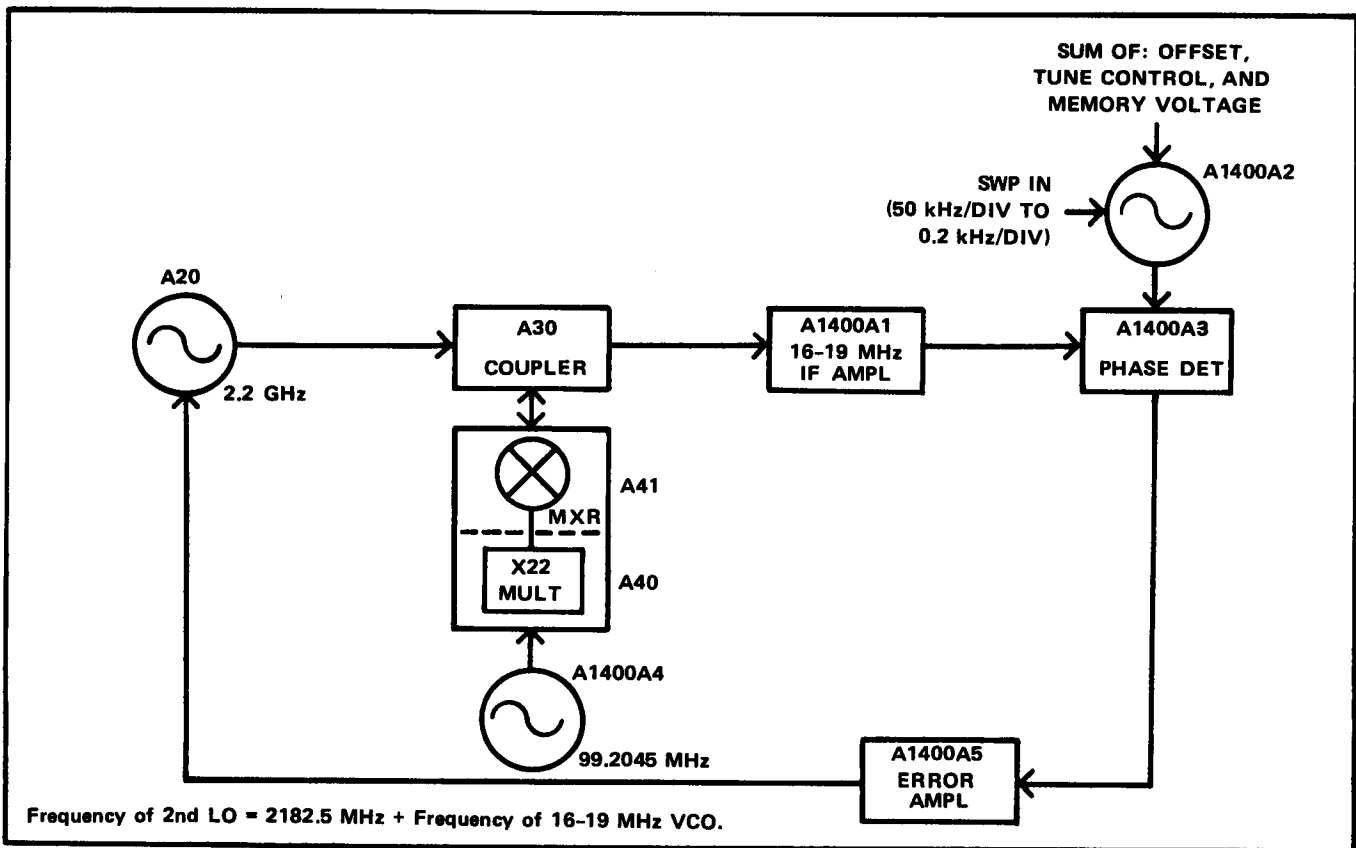 SUM OF: OFFSET,
TUNE CONTROL, AND
MEMORY VOLTAGE
A1400A2
SWP IN
(50 kHz/DIV TO
0.2 kHz/DIV)
A20
2.2 GHz
A30
COUPLER
A1400A1
16-19 MHz
IF AMPL
A1400A3
PHASE DET
A41
MXR
X22
MULT
A40
A1400A4
99.2045 MHz
A1400A5
ERROR
AMPL
Frequency of 2nd LO = 2182.5 MHz + Frequency of 16-19 MHz VCO.